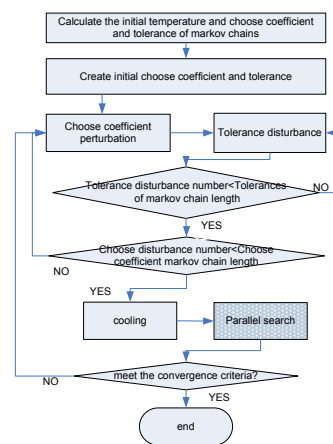 Calculate the initial temperature and choose coefficient
and tolerance of markov chains
Create initial choose coefficient and tolerance
Choose coefficient
perturbation
Tolerance disturbance
Tolerance disturbance number<Tolerances
of markov chain length
NO
YES
Choose disturbance number<Choose
coefficient markov chain length
NO
YES
cooling
Parallel search
meet the convergence criteria?
NO
YES
end